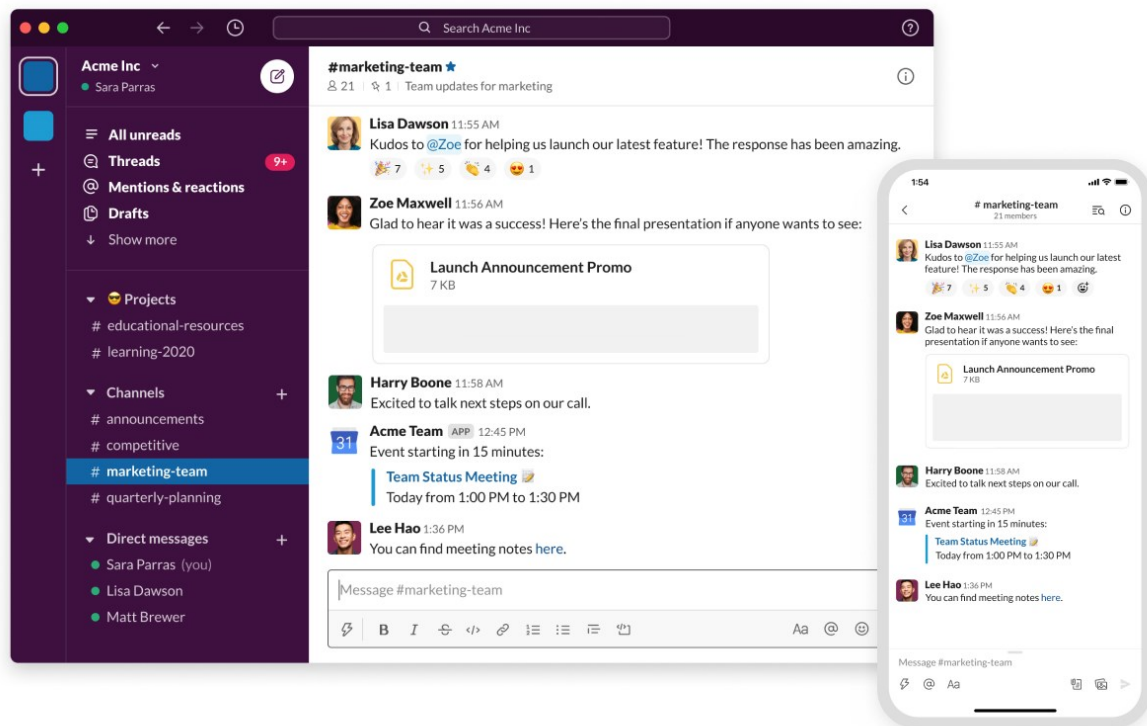 Search Acme Inc
Acme Inc
Sara Parras
All unreads
Threads
9+
Mentions & reactions
Drafts
Show more
Projects
# educational-resources
# learning-2020
Channels
# announcements
# competitive
# marketing-team
# quarterly-planning
Direct messages
Sara Parras (you)
Lisa Dawson
Matt Brewer
#marketing-team
21 1 Team updates for marketing
Lisa Dawson 11:55 AM
Kudos to @Zoe for helping us launch our latest feature! The response has been amazing.
7 5 4 1
Zoe Maxwell 11:56 AM
Glad to hear it was a success! Here's the final presentation if anyone wants to see:
Launch Announcement Promo
7 KB
Harry Boone 11:58 AM
Excited to talk next steps on our call.
31
Acme Team APP 12:45 PM
Event starting in 15 minutes:
Team Status Meeting
Today from 1:00 PM to 1:30 PM
Lee Hao 1:36 PM
You can find meeting notes here.
Message #marketing-team
B I S </>
Aa @
1:54
# marketing-team
21 members
Lisa Dawson 11:55 AM
Kudos to @Zoe for helping us launch our latest
feature! The response has been amazing.
7 5 4 1
Zoe Maxwell 11:56 AM
Glad to hear it was a success! Here's the final
presentation if anyone wants to see:
Launch Announcement Promo
7 KB
Harry Boone 11:58 AM
Excited to talk next steps on our call.
31
Acme Team 12:45 PM
Event starting in 15 minutes:
Team Status Meeting
Today from 1:00 PM to 1:30 PM
Lee Hao 1:36 PM
You can find meeting notes here.
Message #marketing-team
@ Aa